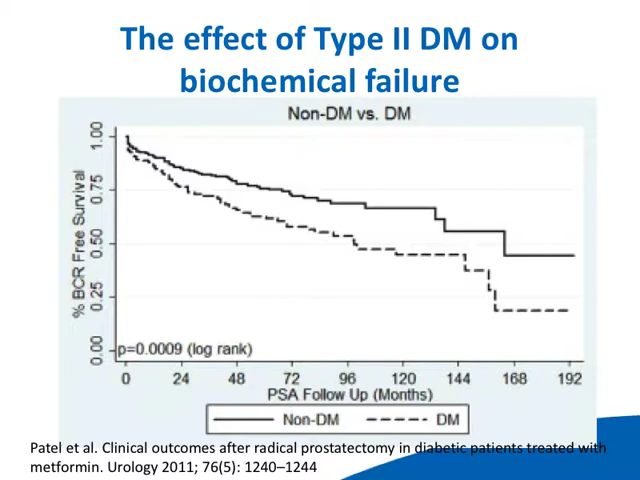 The effect of Type II DM on
biochemical failure
Non-DM vs. DM
% BCR Free Survival
1.00
0.75
0.50
0.25
0.00
p=0.0009 (log rank)
0 24 48 72 96 120 144 168 192
PSA Follow Up (Months)
Non-DM DM
Patel et al. Clinical outcomes after radical prostatectomy in diabetic patients treated with
metformin. Urology 2011; 76(5): 1240–1244